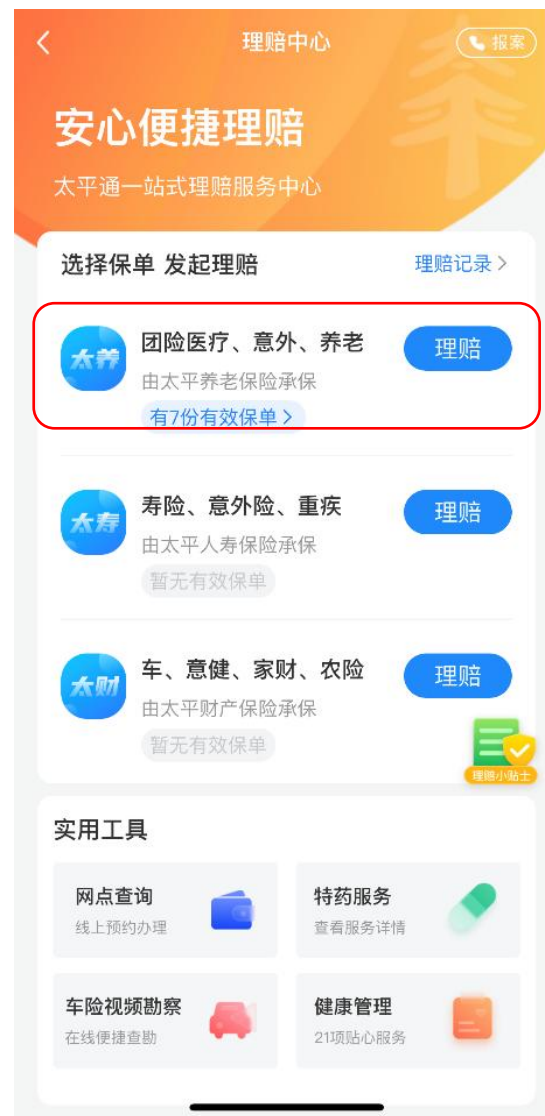 理赔中心
报案
安心便捷理赔
太平通一站式理赔服务中心
选择保单 发起理赔
理赔记录
太养
团险医疗、意外、养老
理赔
由太平养老保险承保
有7份有效保单
太寿
寿险、意外险、重疾
理赔
由太平人寿保险承保
暂无有效保单
太财
车、意健、家财、农险
理赔
由太平财产保险承保
暂无有效保单
理赔小贴士
实用工具
网点查询
线上预约办理
特药服务
查看服务详情
车险视频勘察
在线便捷查勘
健康管理
21项贴心服务